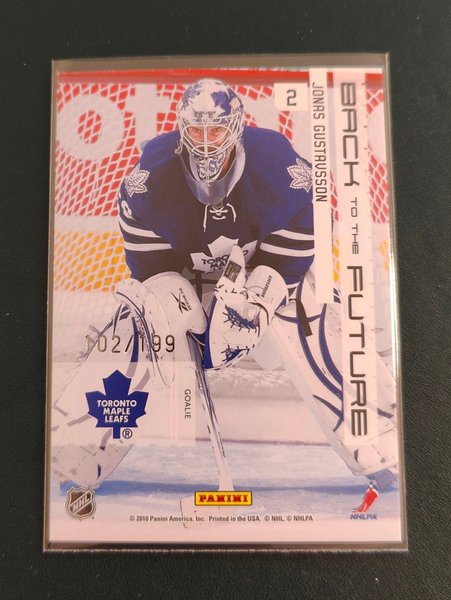 2
JONAS GUSTAVSSON
BACK TO THE FUTURE
102/199
TORONTO
MAPLE
LEAFS
®
GOALIE
NHL
PANINI
NHLPA
© 2010 Panini America, Inc. Printed in the USA. © NHL © NHLPA